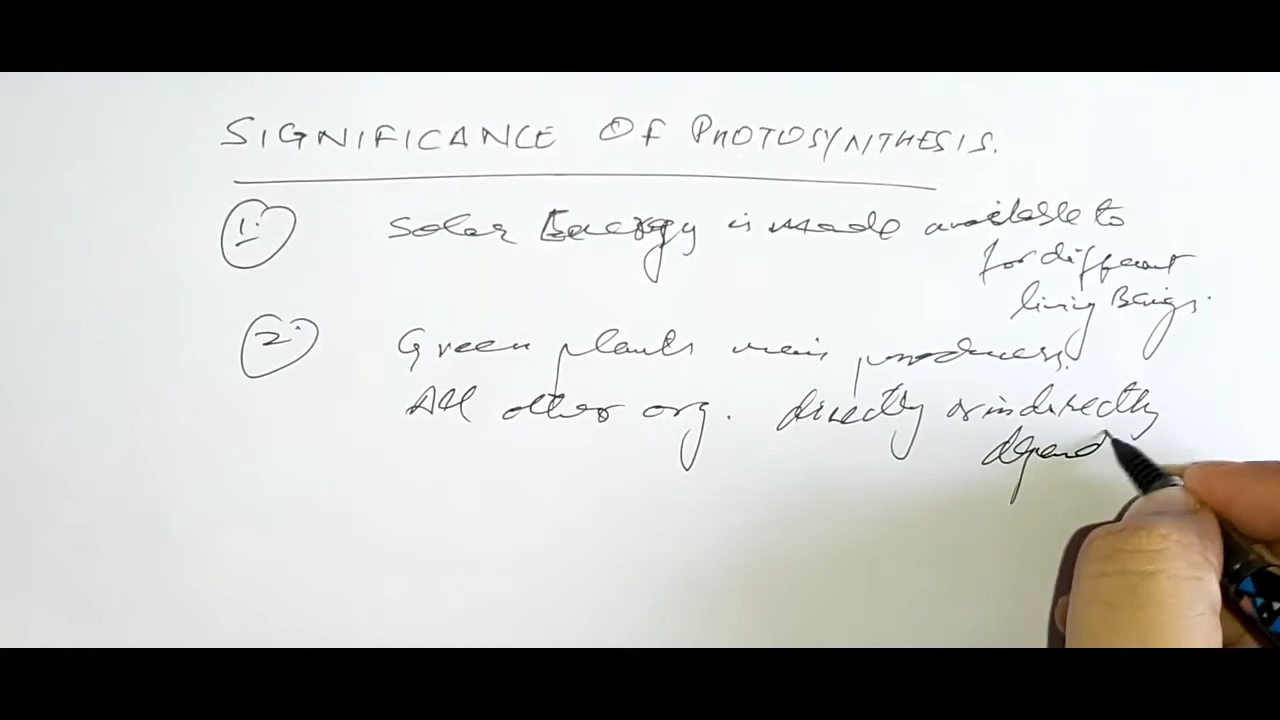 SIGNIFICANCE OF PHOTOSYNTHESIS.
1. Solar Energy is made available to
for different
living Beings.
2. Green plants main producers.
All other org. directly or indirectly
depend